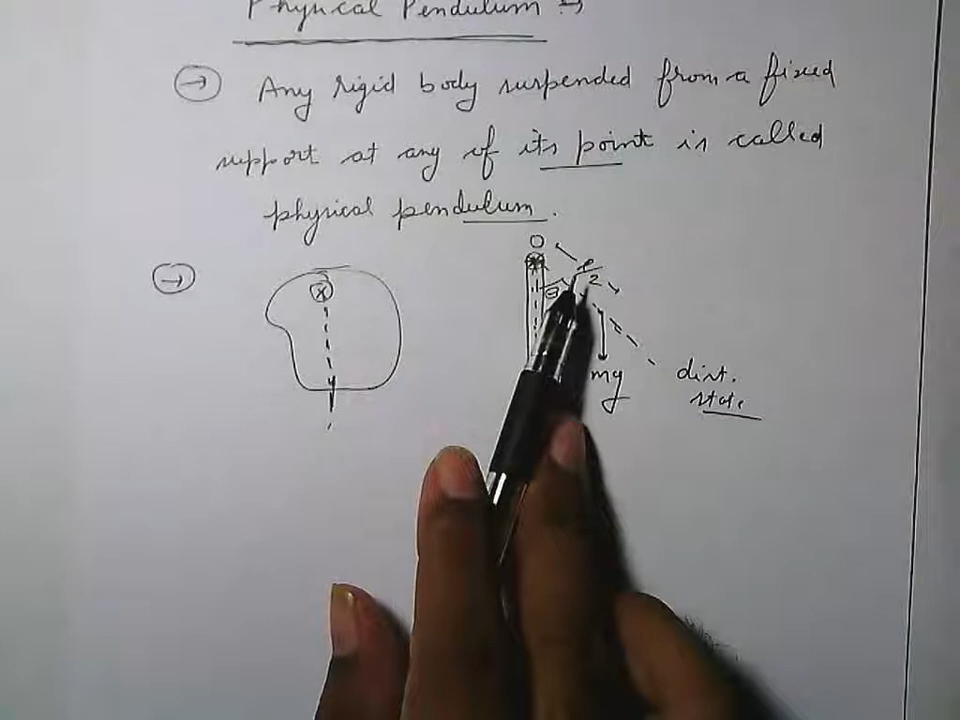 Physical Pendulum :→
→ Any rigid body suspended from a fixed
support at any of its point is called
physical pendulum.
→
O
l/2
θ
mg
dist.
state